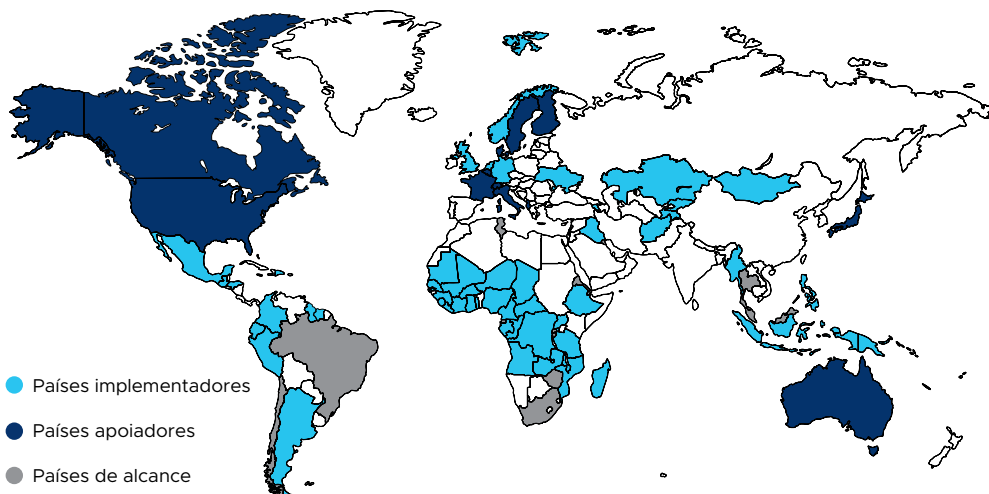 Países implementadores
Países apoiadores
Países de alcance